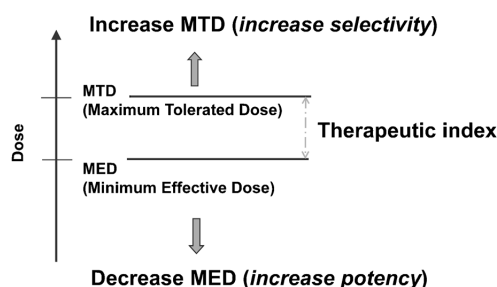 Increase MTD (increase selectivity)
MTD
(Maximum Tolerated Dose)
Therapeutic index
Dose
MED
(Minimum Effective Dose)
Decrease MED (increase potency)